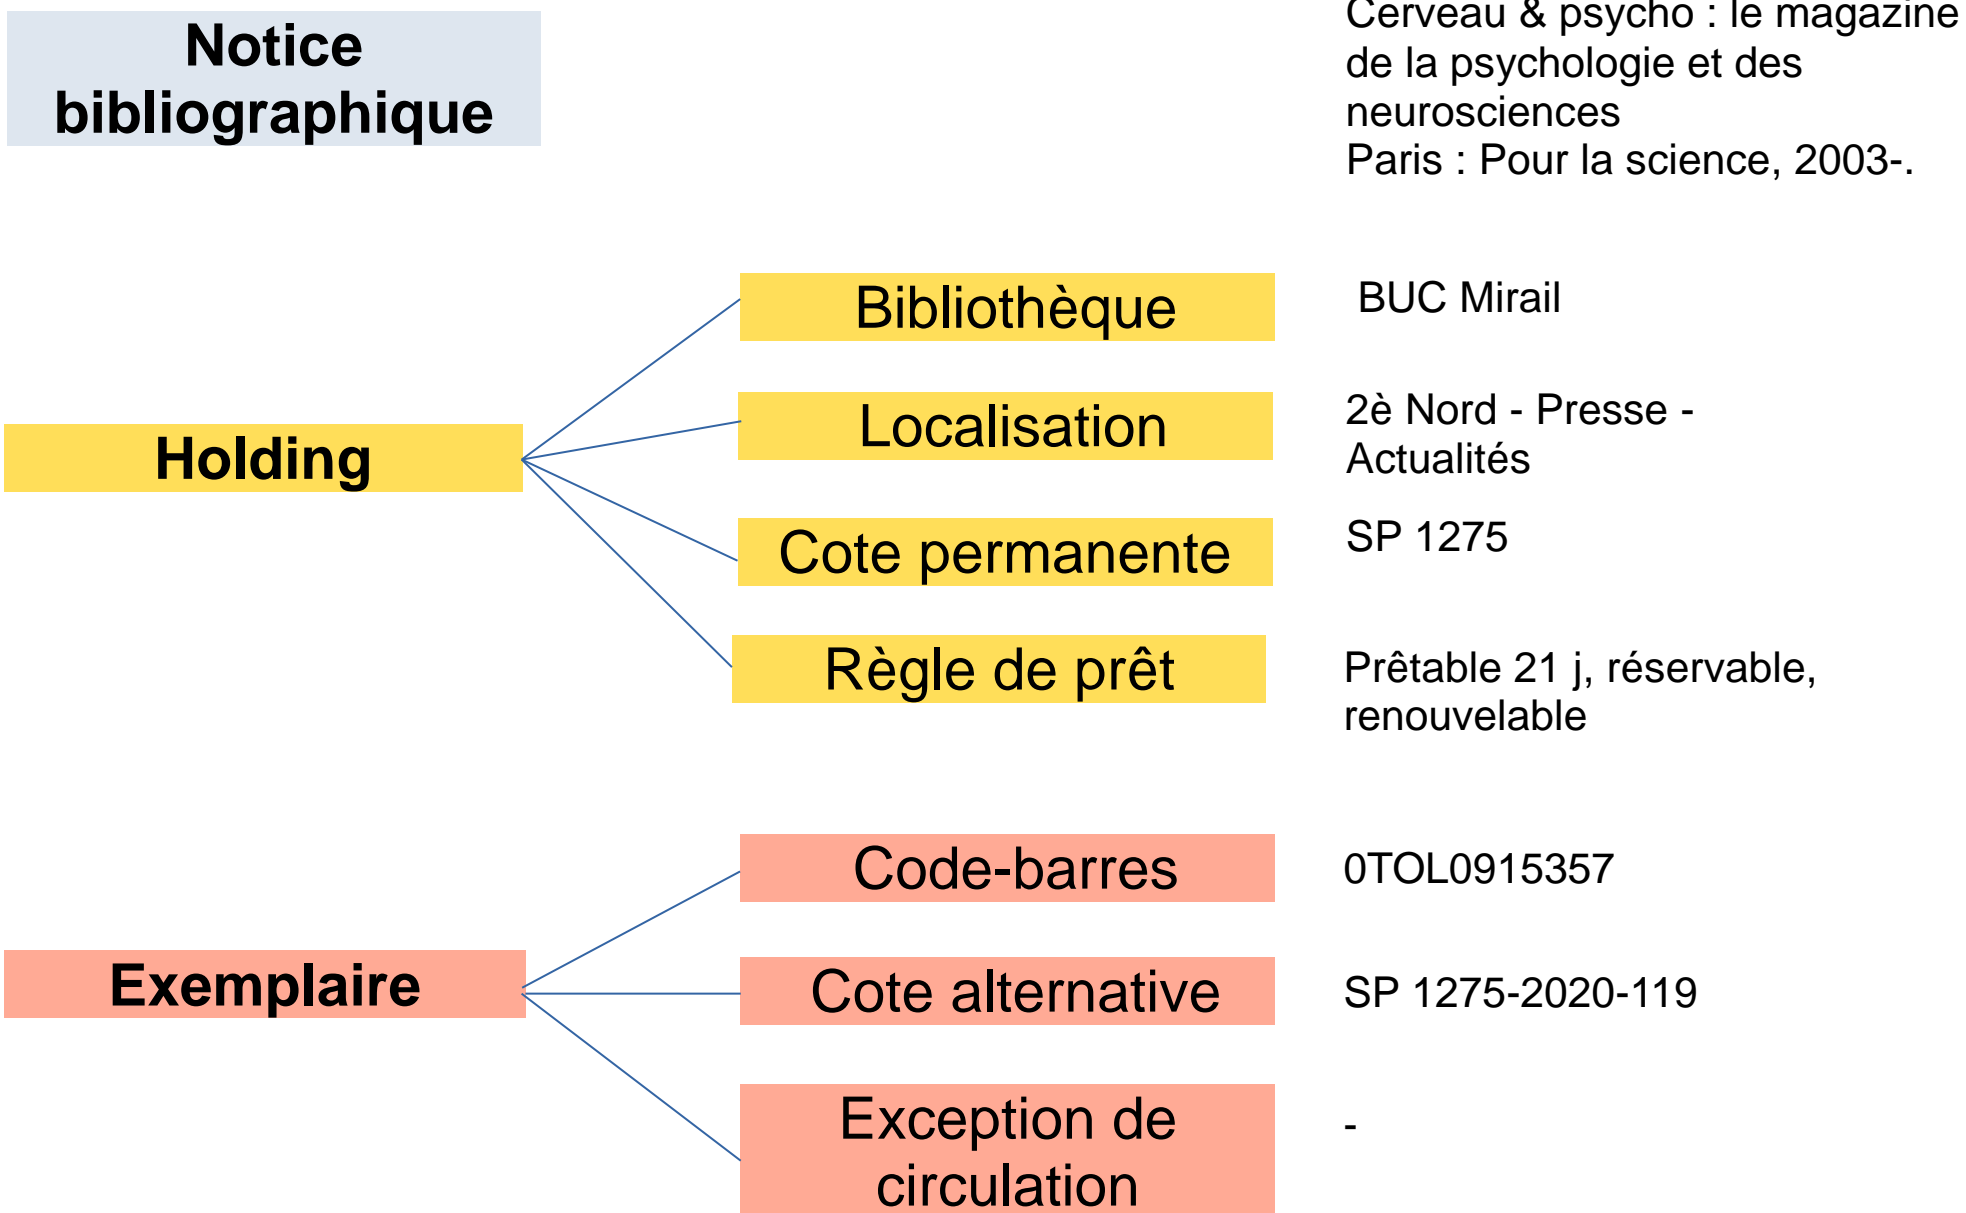 Notice
bibliographique
Cerveau & psycho : le magazine
de la psychologie et des
neurosciences
Paris : Pour la science, 2003-.
Holding
Bibliothèque
BUC Mirail
Localisation
2è Nord - Presse -
Actualités
Cote permanente
SP 1275
Règle de prêt
Prêtable 21 j, réservable,
renouvelable
Exemplaire
Code-barres
0TOL0915357
Cote alternative
SP 1275-2020-119
Exception de
circulation
-